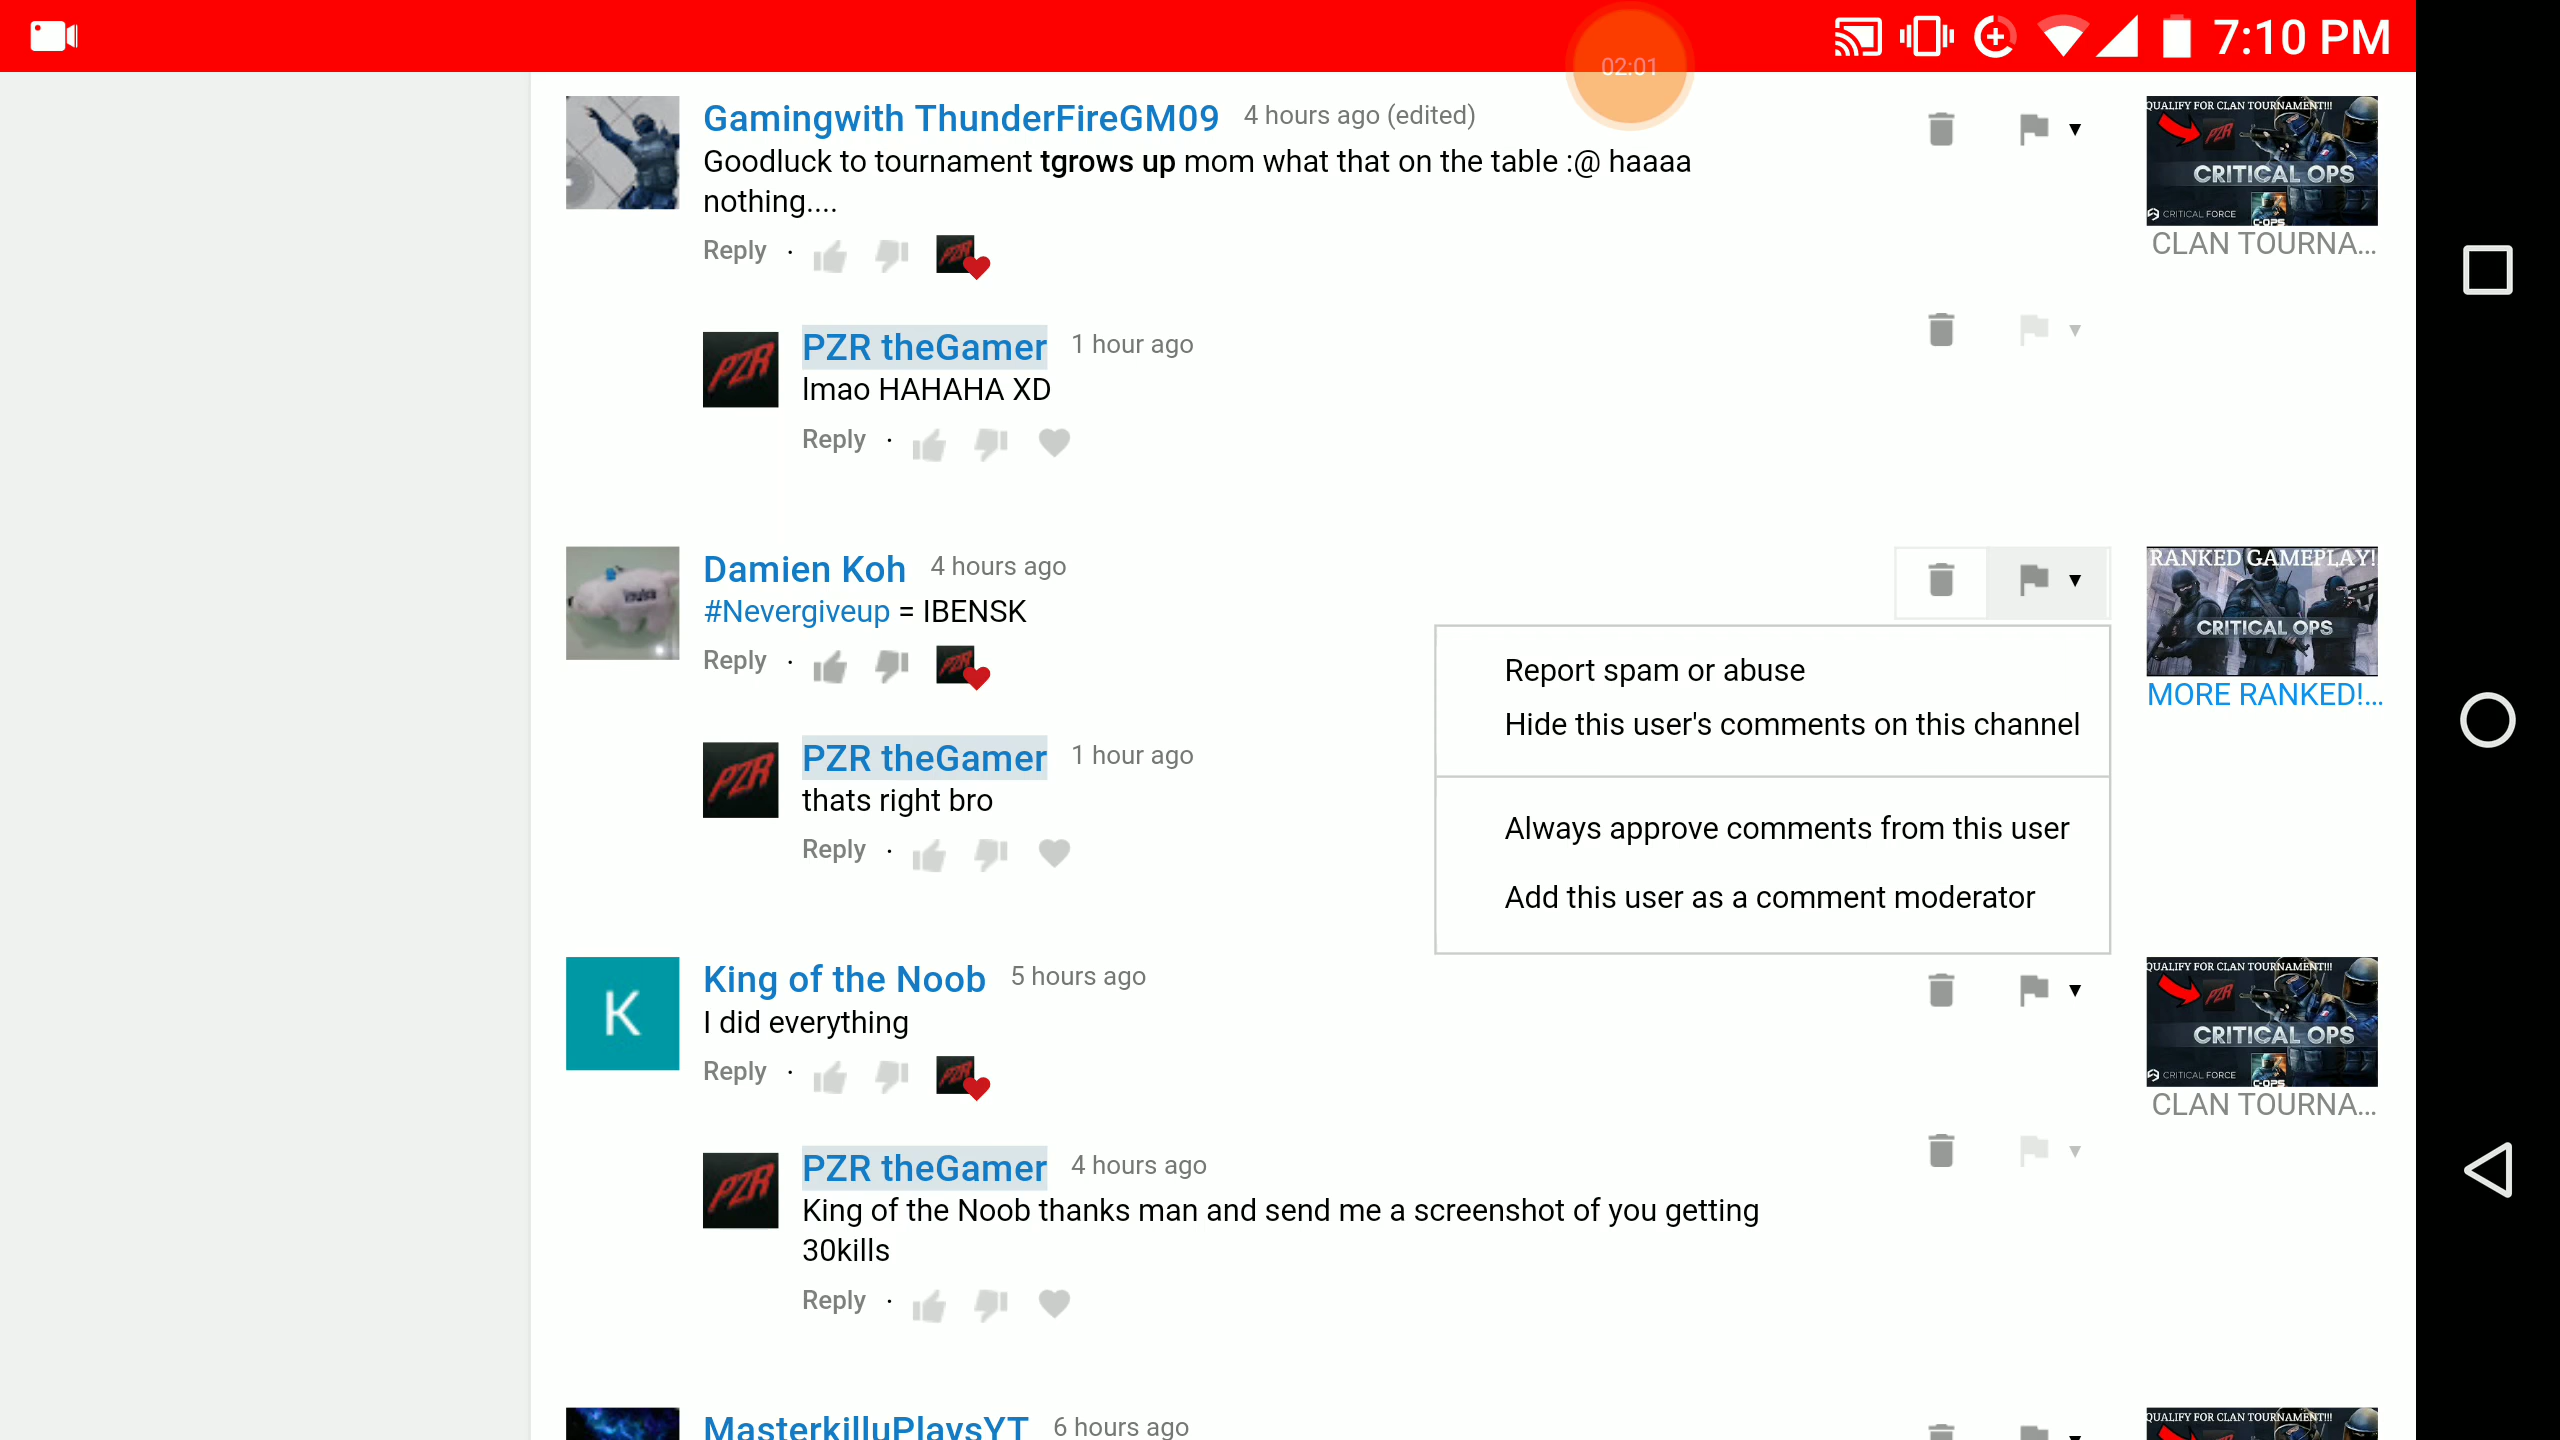 02:01
7:10 PM
Gamingwith ThunderFireGM09 4 hours ago (edited)
Goodluck to tournament tgrows up mom what that on the table :@ haaaa
nothing....
Reply ·
QUALIFY FOR CLAN TOURNAMENT!!!
PZR
CRITICAL OPS
CRITICAL FORCE
C-OPS
CLAN TOURNA...
PZR theGamer 1 hour ago
PZR
lmao HAHAHA XD
Reply ·
Damien Koh 4 hours ago
#Nevergiveup = IBENSK
Reply ·
RANKED GAMEPLAY!
CRITICAL OPS
MORE RANKED!...
Report spam or abuse
Hide this user's comments on this channel
Always approve comments from this user
Add this user as a comment moderator
PZR theGamer 1 hour ago
PZR
thats right bro
Reply ·
King of the Noob 5 hours ago
K
I did everything
Reply ·
QUALIFY FOR CLAN TOURNAMENT!!!
PZR
CRITICAL OPS
CRITICAL FORCE
C-OPS
CLAN TOURNA...
PZR theGamer 4 hours ago
PZR
King of the Noob thanks man and send me a screenshot of you getting
30kills
Reply ·
MasterkilluPlaysYT 6 hours ago
QUALIFY FOR CLAN TOURNAMENT!!!